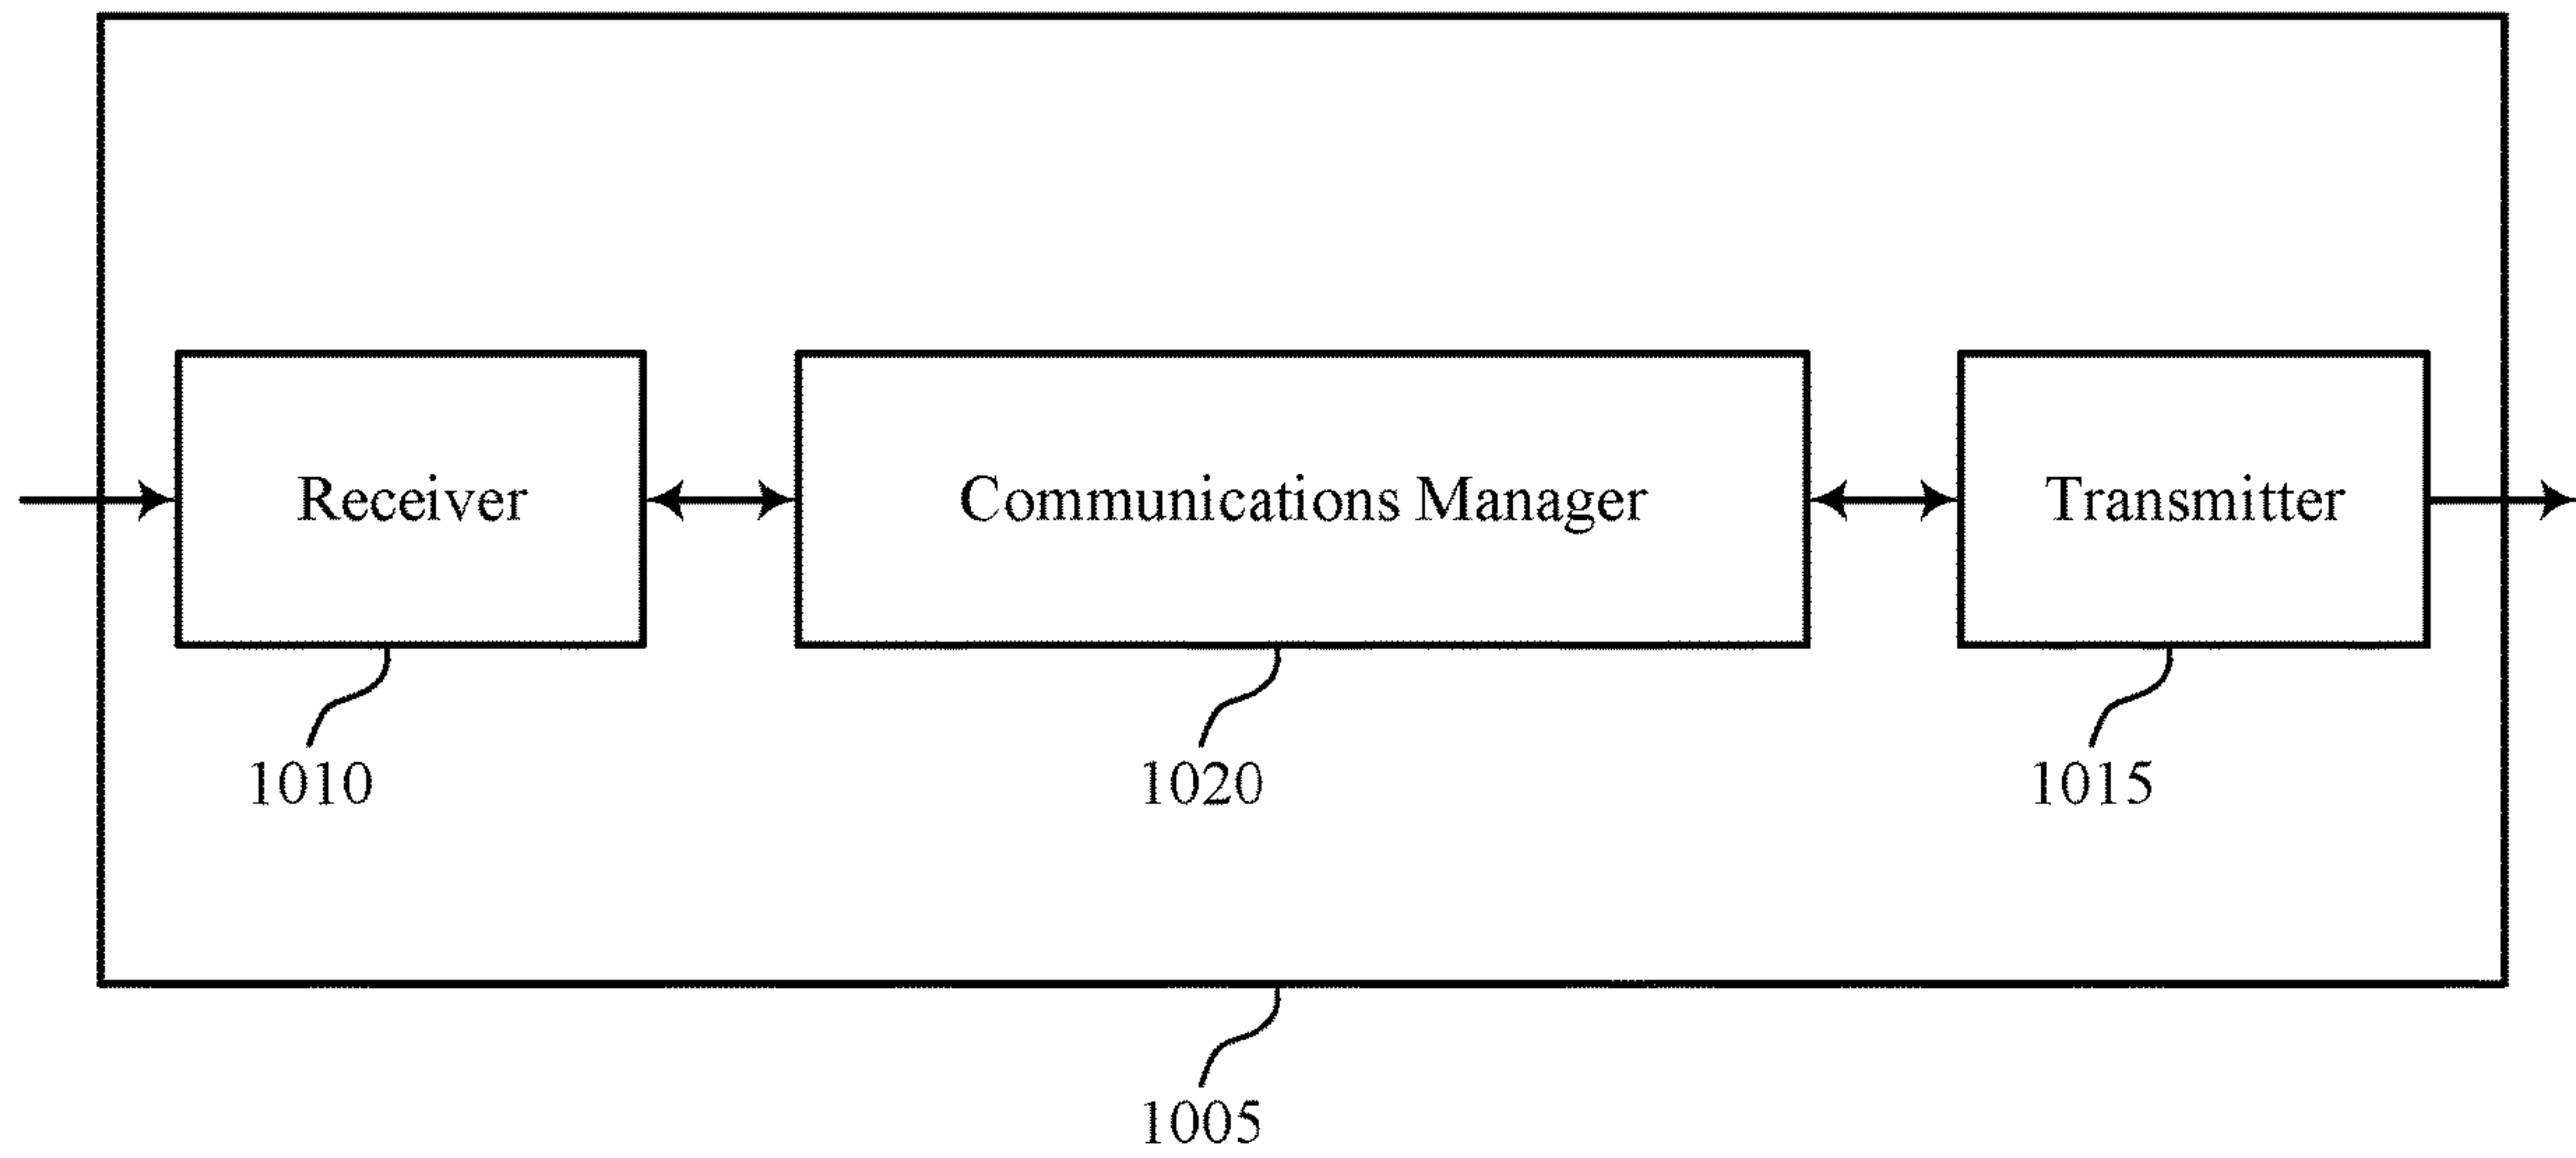 Receiver
Communications Manager
Transmitter
1010
1020
1015
1005